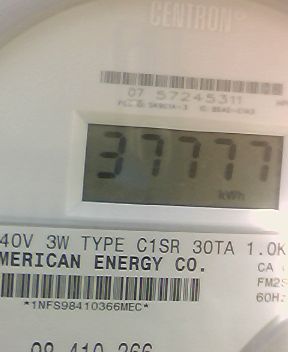 CENTRON®
07 57245311
37777
kWh
40V 3W TYPE C1SR 30TA 1.0K
MERICAN ENERGY CO.
CA
FM2S
60Hz
*1NFS98410366MEC*
98 410 366